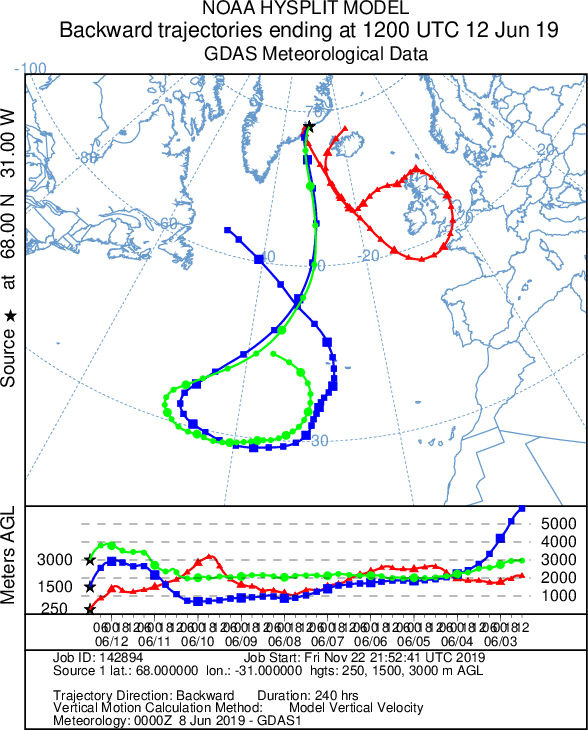 NOAA HYSPLIT MODEL
Backward trajectories ending at 1200 UTC 12 Jun 19
GDAS Meteorological Data
Source ★ at 68.00 N 31.00 W
-100
70
-20
30
Meters AGL
3000
1500
250
5000
4000
3000
2000
1000
06/12 06/11 06/10 06/09 06/08 06/07 06/06 06/05 06/04 06/03
Job ID: 142894 Job Start: Fri Nov 22 21:52:41 UTC 2019
Source 1 lat.: 68.000000 lon.: -31.000000 hgts: 250, 1500, 3000 m AGL
Trajectory Direction: Backward Duration: 240 hrs
Vertical Motion Calculation Method: Model Vertical Velocity
Meteorology: 0000Z 8 Jun 2019 - GDAS1